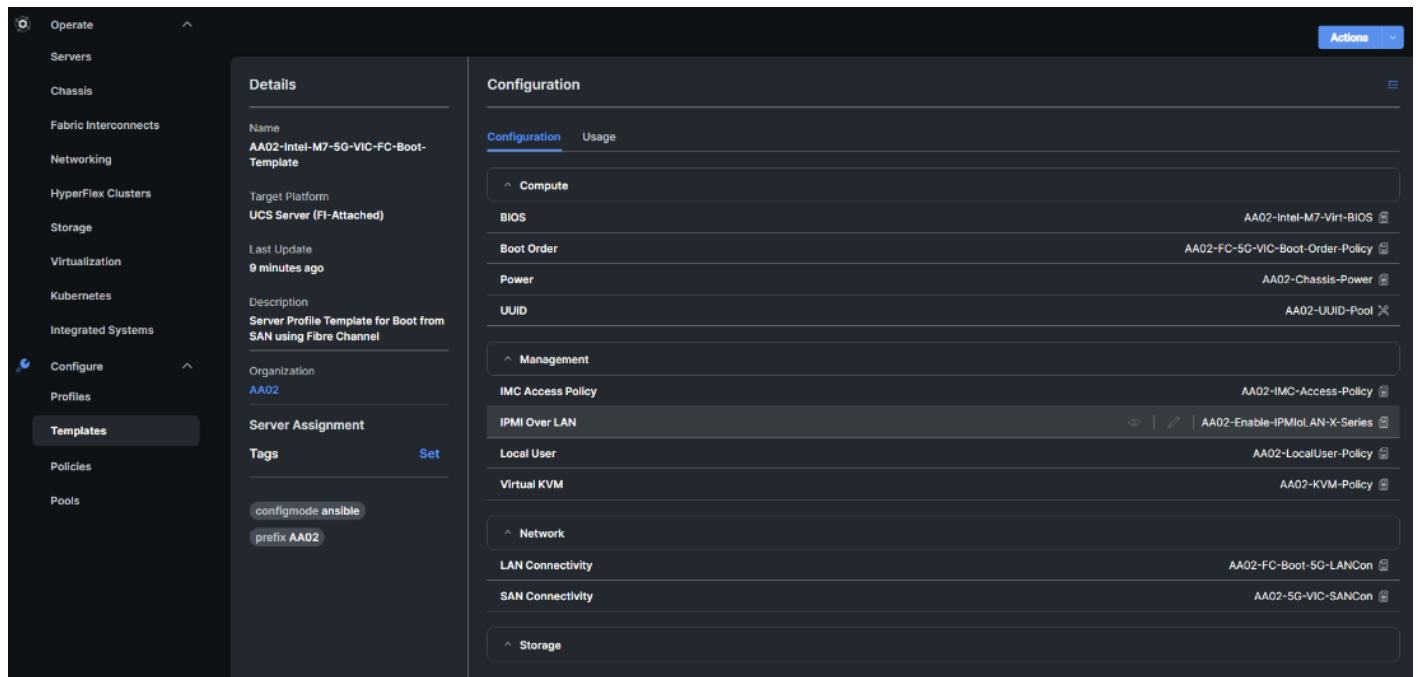 Operate
Servers
Chassis
Fabric Interconnects
Networking
HyperFlex Clusters
Storage
Virtualization
Kubernetes
Integrated Systems
Configure
Profiles
Templates
Policies
Pools
Details
Name
AA02-Intel-M7-5G-VIC-FC-Boot-
Template
Target Platform
UCS Server (FI-Attached)
Last Update
9 minutes ago
Description
Server Profile Template for Boot from
SAN using Fibre Channel
Organization
AA02
Server Assignment
Tags Set
configmode ansible
prefix AA02
Actions
Configuration
Configuration Usage
Compute
BIOS AA02-Intel-M7-Virt-BIOS
Boot Order AA02-FC-5G-VIC-Boot-Order-Policy
Power AA02-Chassis-Power
UUID AA02-UUID-Pool
Management
IMC Access Policy AA02-IMC-Access-Policy
IPMI Over LAN AA02-Enable-IPMIoLAN-X-Series
Local User AA02-LocalUser-Policy
Virtual KVM AA02-KVM-Policy
Network
LAN Connectivity AA02-FC-Boot-5G-LANCon
SAN Connectivity AA02-5G-VIC-SANCon
Storage